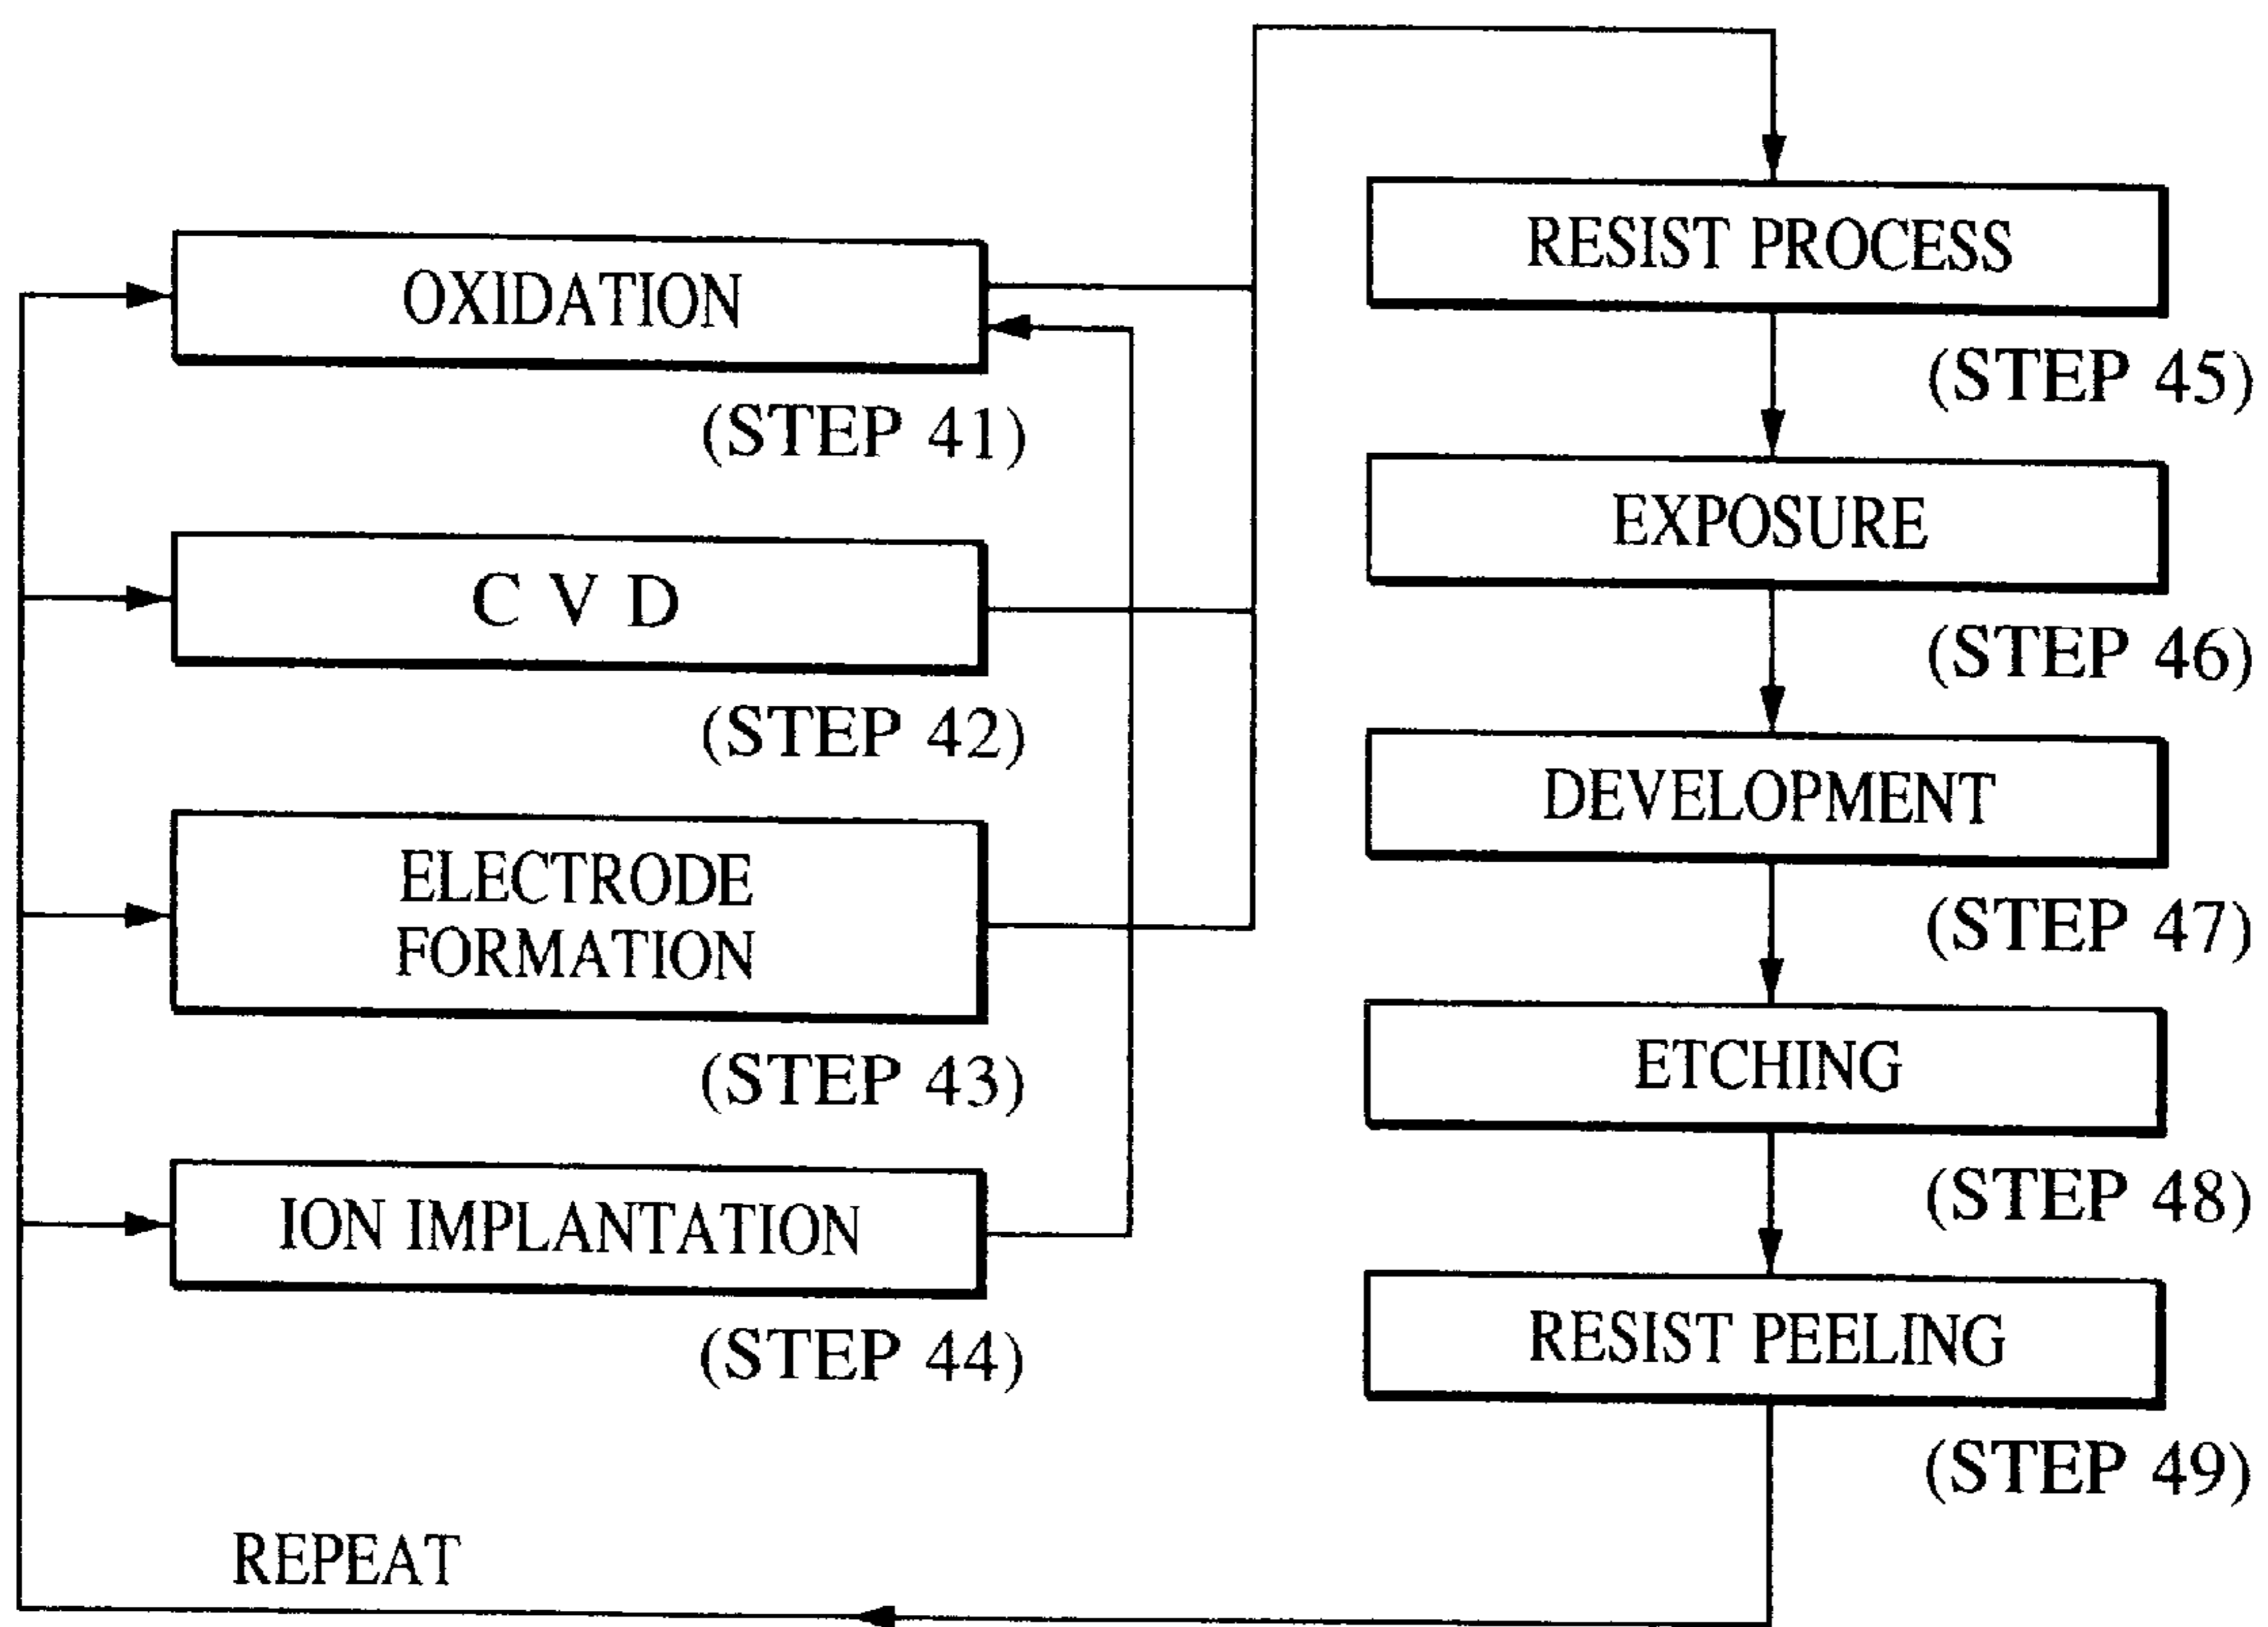 OXIDATION
(STEP 41)
C V D
(STEP 42)
ELECTRODE
FORMATION
(STEP 43)
ION IMPLANTATION
(STEP 44)
RESIST PROCESS
(STEP 45)
EXPOSURE
(STEP 46)
DEVELOPMENT
(STEP 47)
ETCHING
(STEP 48)
RESIST PEELING
(STEP 49)
REPEAT